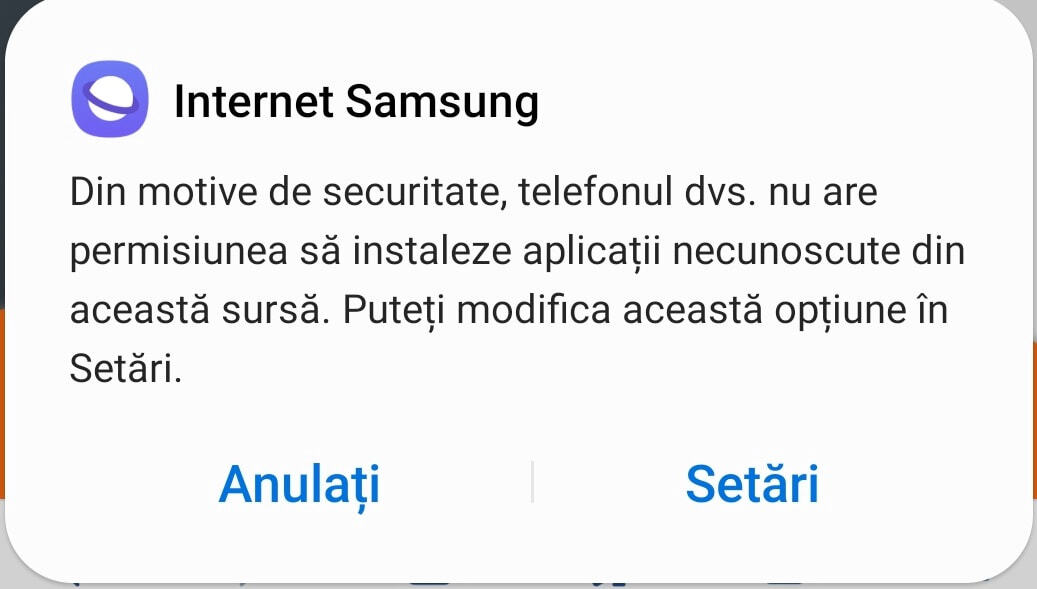 Internet Samsung
Din motive de securitate, telefonul dvs. nu are
permisiunea să instaleze aplicații necunoscute din
această sursă. Puteți modifica această opțiune în
Setări.
Anulați
Setări